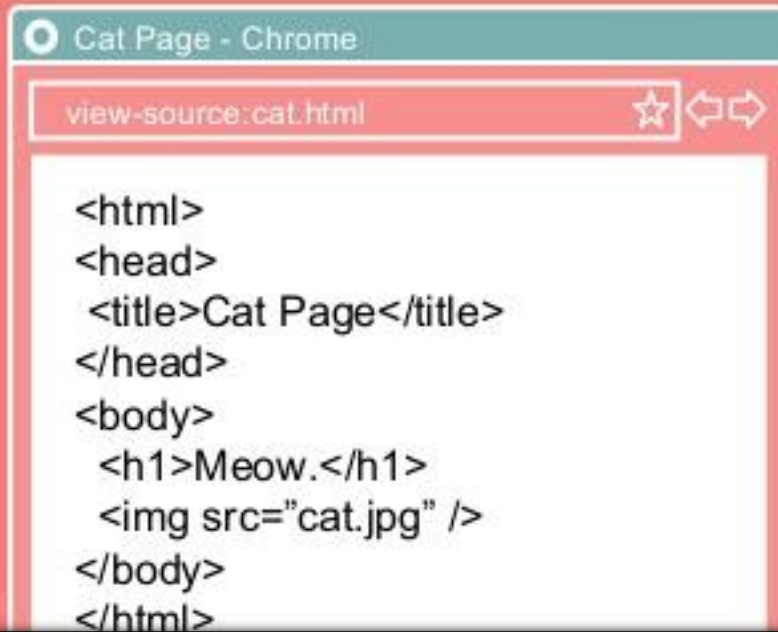 Cat Page - Chrome
view-source:cat.html
<html>
<head>
<title>Cat Page</title>
</head>
<body>
<h1>Meow.</h1>
<img src=”cat.jpg” />
</body>
</html>